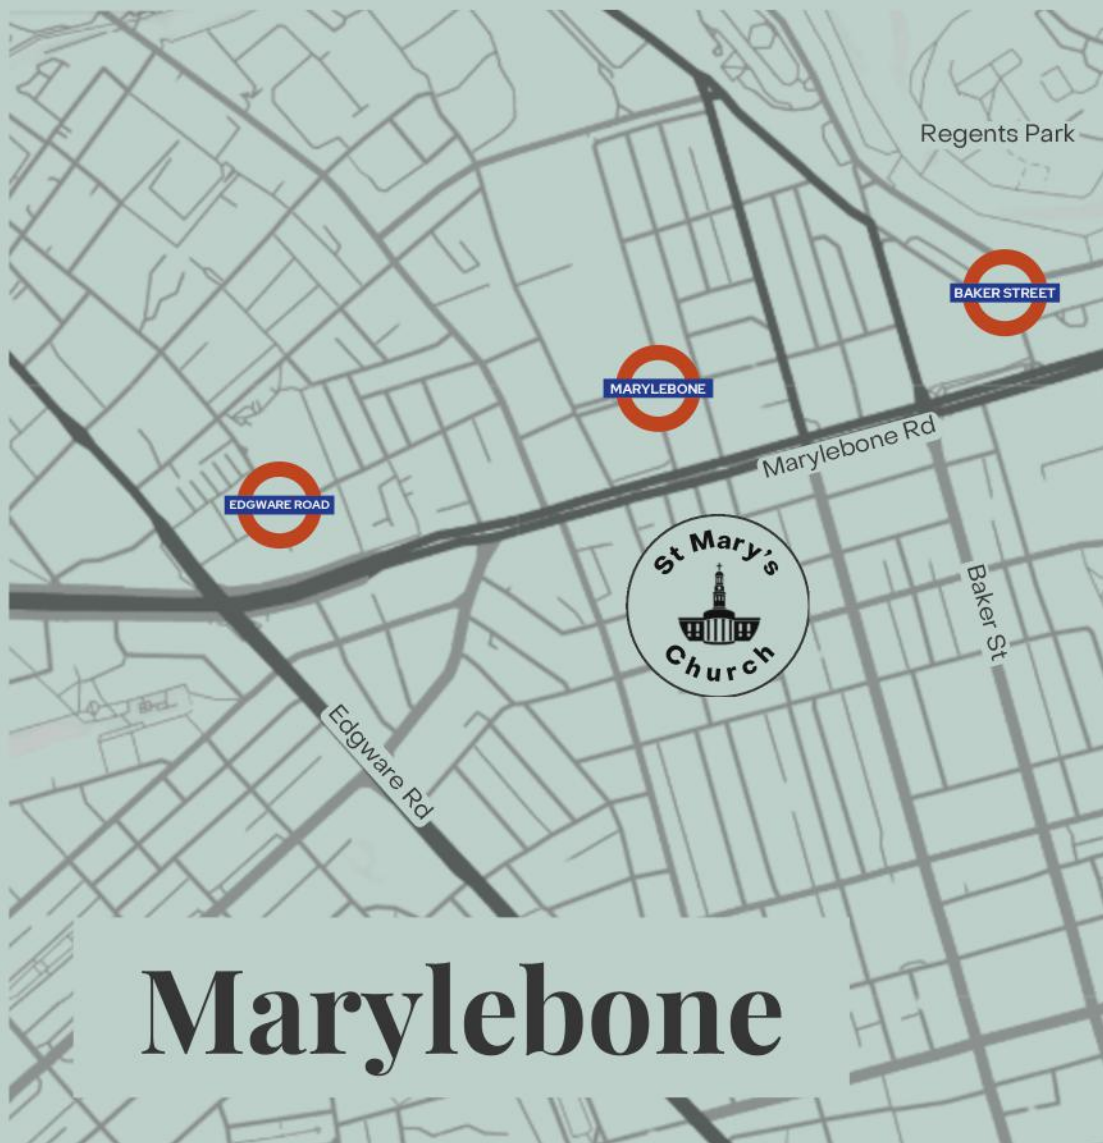 Regents Park
BAKER STREET
MARYLEBONE
Marylebone Rd
EDGWARE ROAD
St Mary's
Church
Baker St
Edgware Rd
Marylebone